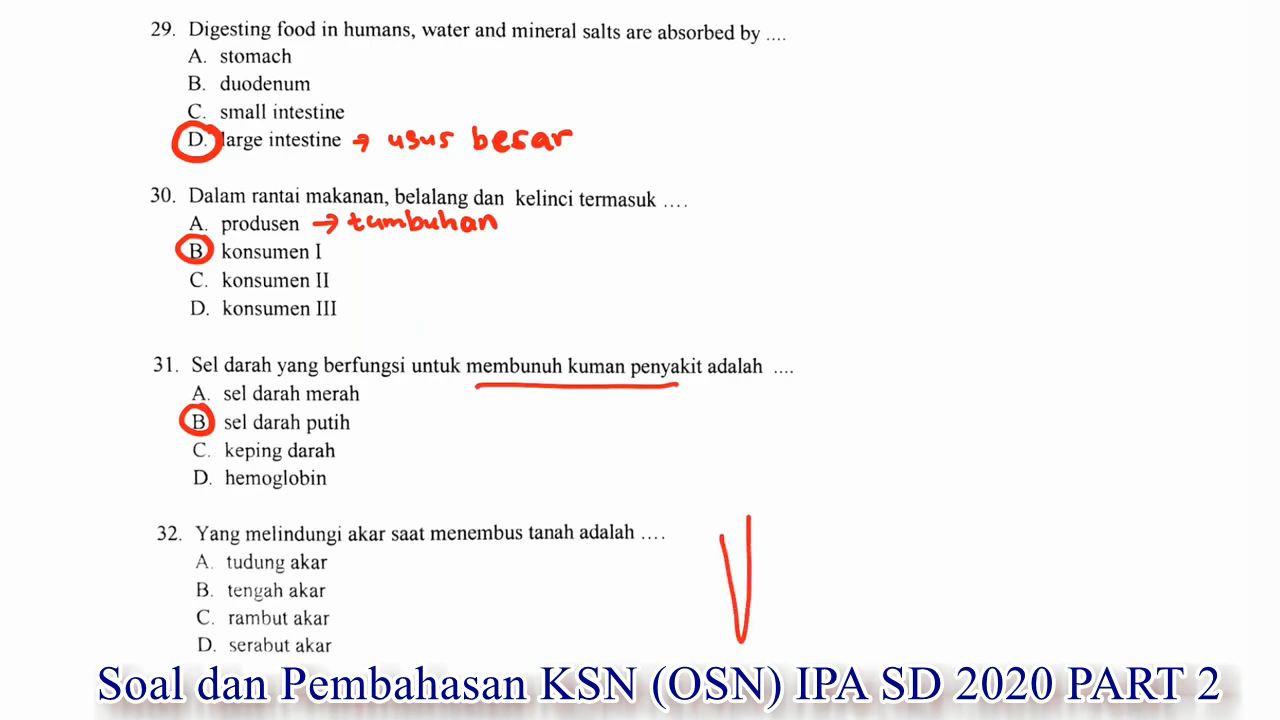 29. Digesting food in humans, water and mineral salts are absorbed by ....
A. stomach
B. duodenum
C. small intestine
D. large intestine → usus besar
30. Dalam rantai makanan, belalang dan kelinci termasuk ....
A. produsen → tumbuhan
B konsumen I
C. konsumen II
D. konsumen III
31. Sel darah yang berfungsi untuk membunuh kuman penyakit adalah ....
A. sel darah merah
B sel darah putih
C. keping darah
D. hemoglobin
32. Yang melindungi akar saat menembus tanah adalah ....
A. tudung akar
B. tengah akar
C. rambut akar
D. serabut akar
Soal dan Pembahasan KSN (OSN) IPA SD 2020 PART 2